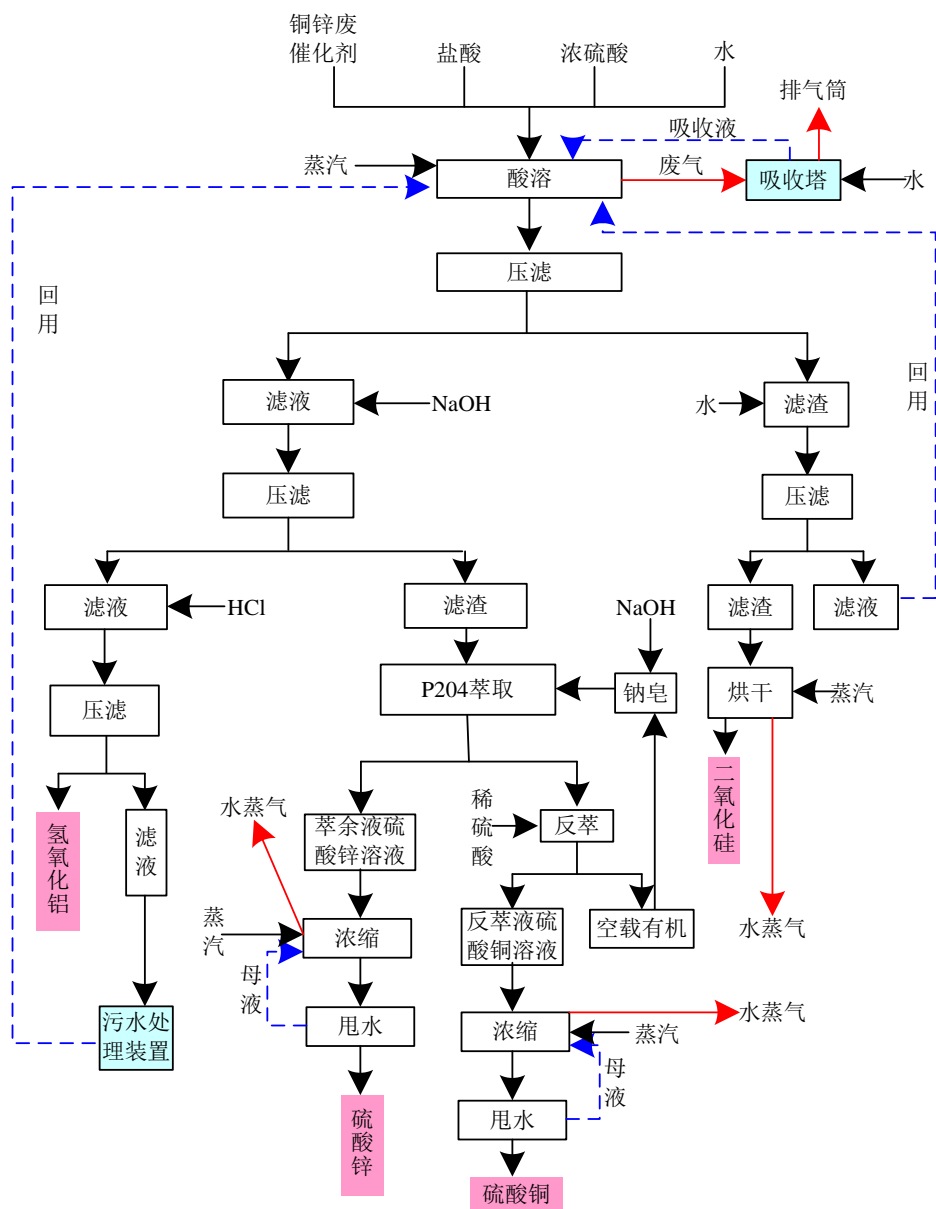 铜锌废
催化剂
盐酸
浓硫酸
水
排气筒
吸收液
蒸汽
酸溶
废气
吸收塔
水
压滤
回
用
滤液
NaOH
水
滤渣
回
用
压滤
压滤
滤液
HCl
滤渣
NaOH
滤渣
滤液
压滤
P204萃取
钠皂
烘干
蒸汽
氢
氧
化
铝
滤
液
水蒸气
萃余液硫
酸锌溶液
稀
硫
酸
反萃
二
氧
化
硅
蒸
汽
浓缩
反萃液硫
酸铜溶液
空载有机
水蒸气
母
液
污水处
理装置
甩水
浓缩
蒸汽
水蒸气
母
液
硫
酸
锌
甩水
硫酸铜